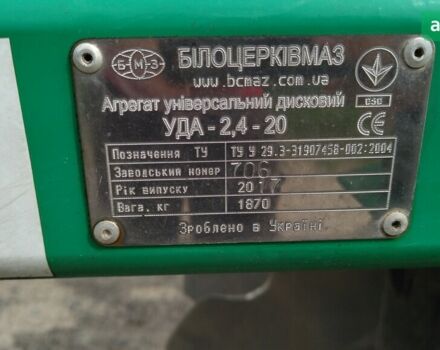 Б М З
БІЛОЦЕРКІВМАЗ
www.bcmaz.com.ua
Агрегат універсальний дисковий
УДА - 2,4 - 20
CE
Позначення ТУ ТУ У 29.3-31907458-002:2004
Заводський номер 706
Рік випуску 2017
Вага, кг 1870
Зроблено в Україні